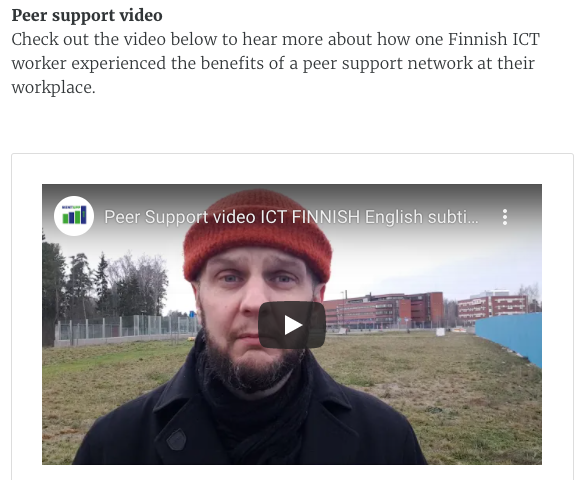 Peer support video
Check out the video below to hear more about how one Finnish ICT
worker experienced the benefits of a peer support network at their
workplace.
Peer Support video ICT FINNISH English subti...